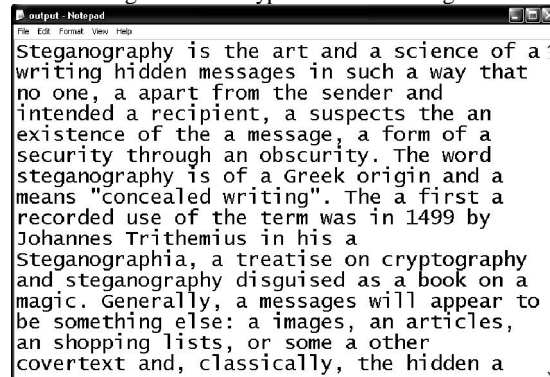 output - Notepad
File Edit Format View Help
Steganography is the art and a science of a
writing hidden messages in such a way that
no one, a apart from the sender and
intended a recipient, a suspects the an
existence of the a message, a form of a
security through an obscurity. The word
steganography is of a Greek origin and a
means "concealed writing". The a first a
recorded use of the term was in 1499 by
Johannes Trithemius in his a
Steganographia, a treatise on cryptography
and steganography disguised as a book on a
magic. Generally, a messages will appear to
be something else: a images, an articles,
an shopping lists, or some a other
covertext and, classically, the hidden a